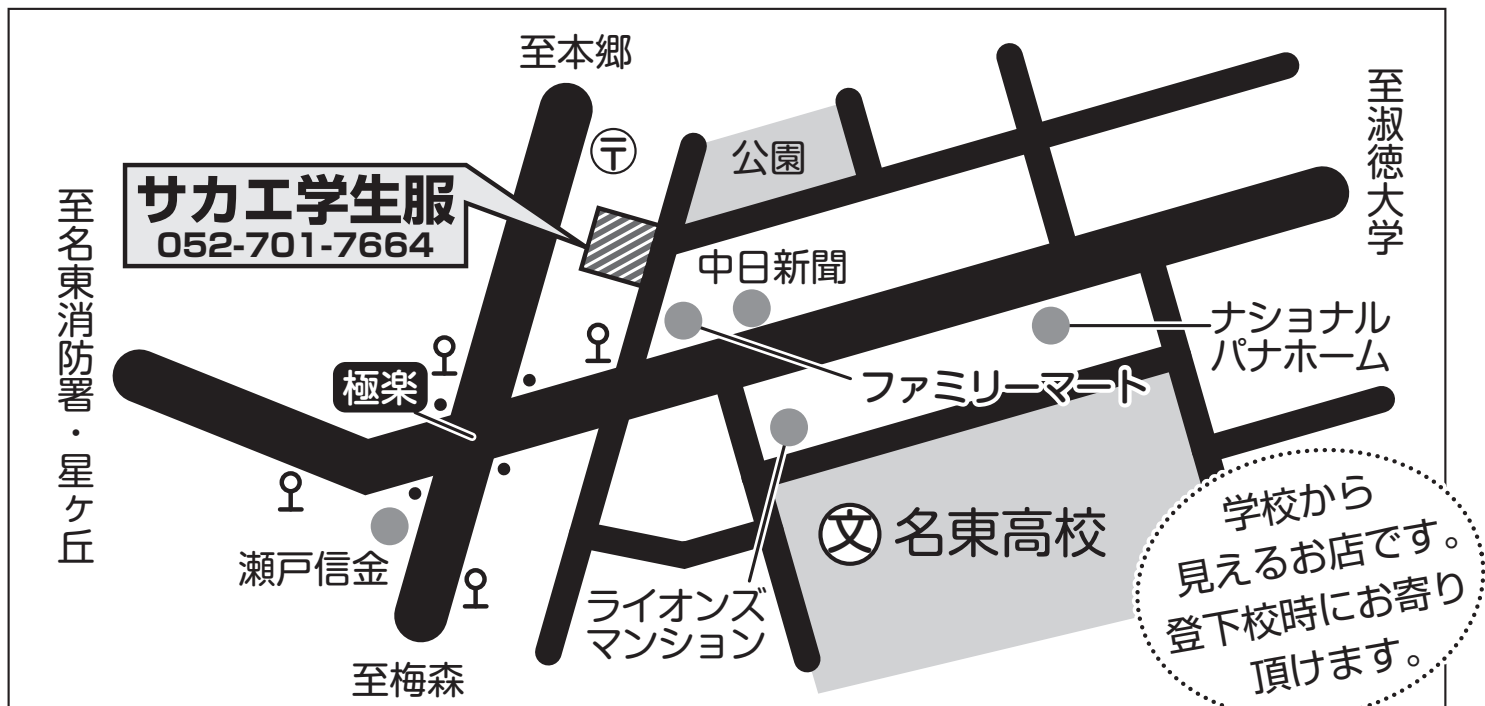 至本郷
〒
公園
至淑徳大学
サカエ学生服
052-701-7664
至名東消防署・星ヶ丘
中日新聞
ナショナル
パナホーム
極楽
ファミリーマート
文 名東高校
瀬戸信金
ライオンズ
マンション
至梅森
学校から
見えるお店です。
登下校時にお寄り
頂けます。